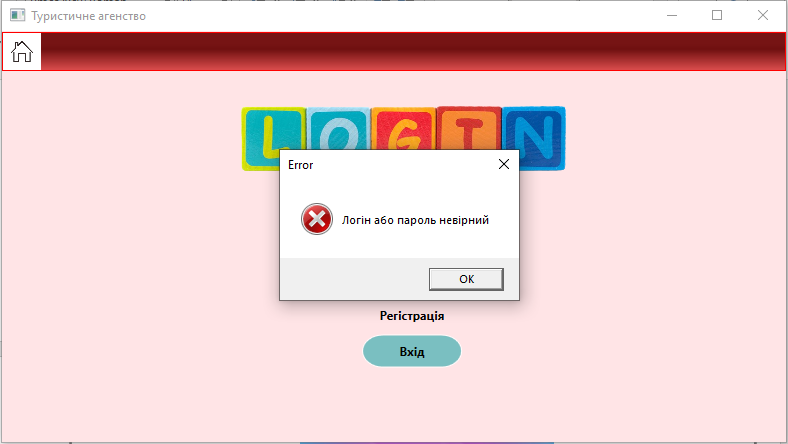 Туристичне агенство
LOGIN
Error
Логін або пароль невірний
OK
Регістрація
Вхід